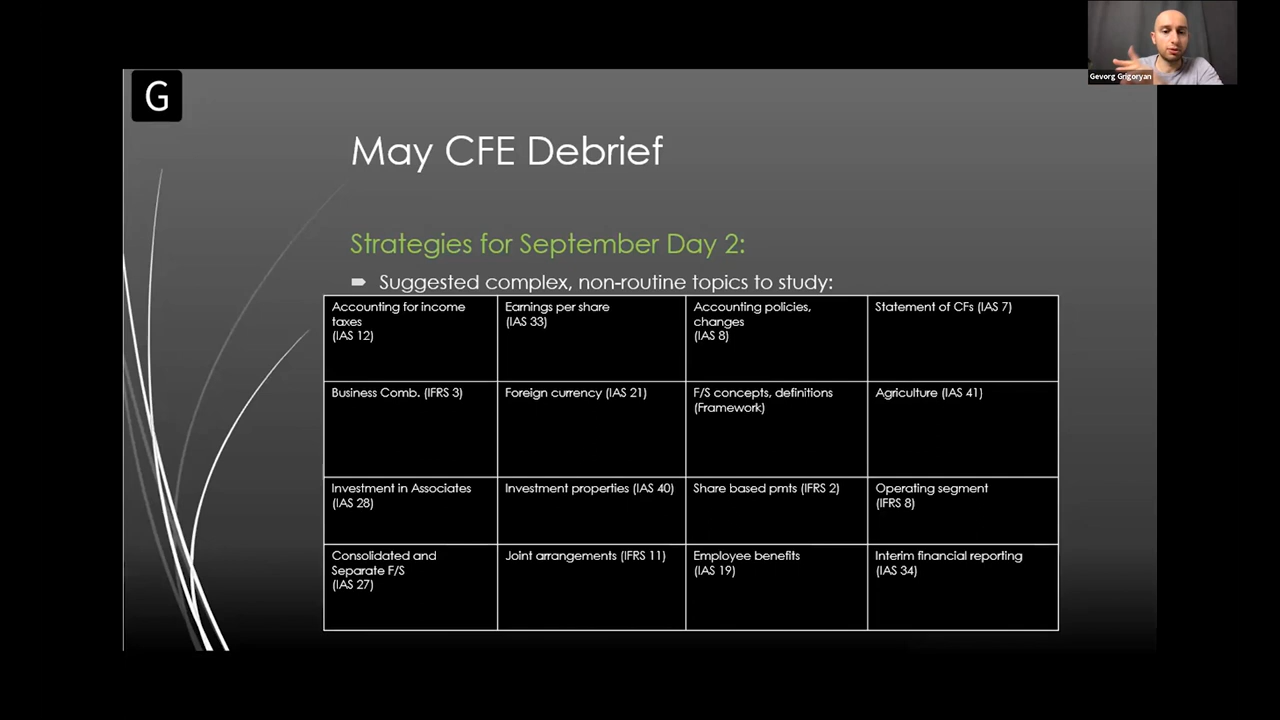 G
Gevorg Grigoryan
May CFE Debrief
Strategies for September Day 2:
Suggested complex, non-routine topics to study:
Accounting for income
taxes
(IAS 12)
Earnings per share
(IAS 33)
Accounting policies,
changes
(IAS 8)
Statement of CFs (IAS 7)
Business Comb. (IFRS 3)
Foreign currency (IAS 21)
F/S concepts, definitions
(Framework)
Agriculture (IAS 41)
Investment in Associates
(IAS 28)
Investment properties (IAS 40)
Share based pmts (IFRS 2)
Operating segment
(IFRS 8)
Consolidated and
Separate F/S
(IAS 27)
Joint arrangements (IFRS 11)
Employee benefits
(IAS 19)
Interim financial reporting
(IAS 34)